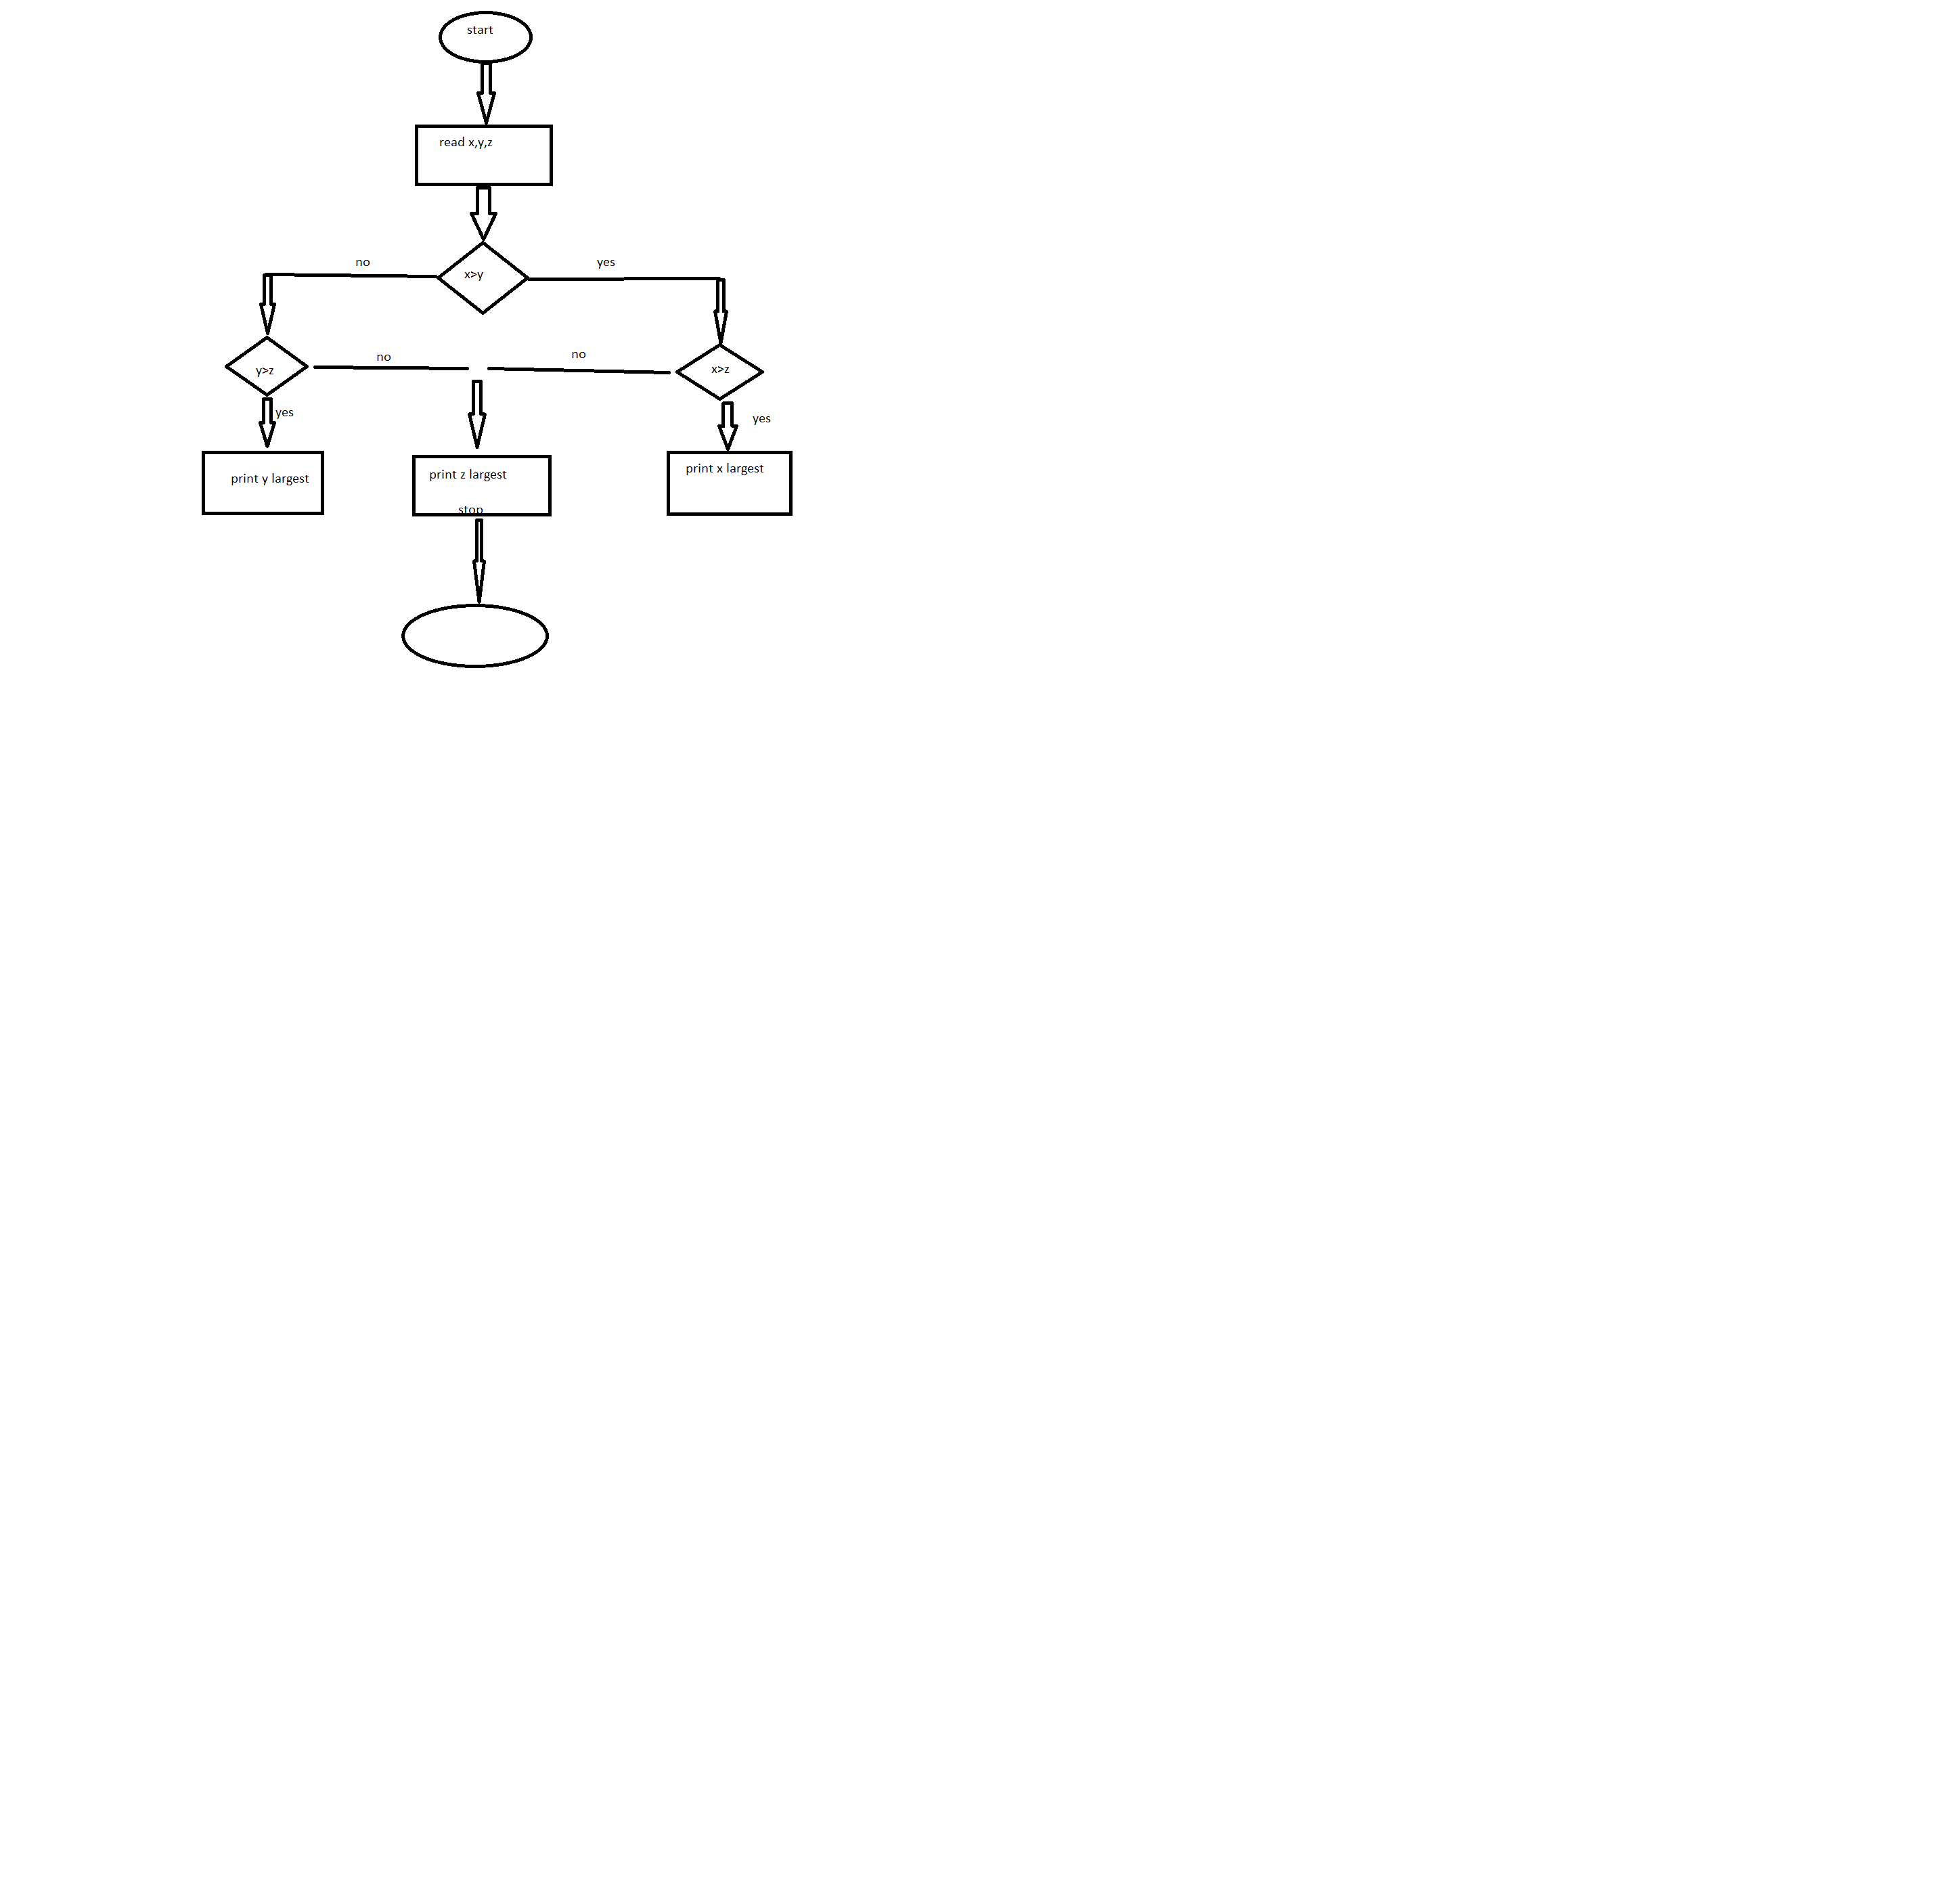 start
read x,y,z
no
x>y
yes
y>z
no
no
x>z
yes
yes
print y largest
print z largest
print x largest
stop